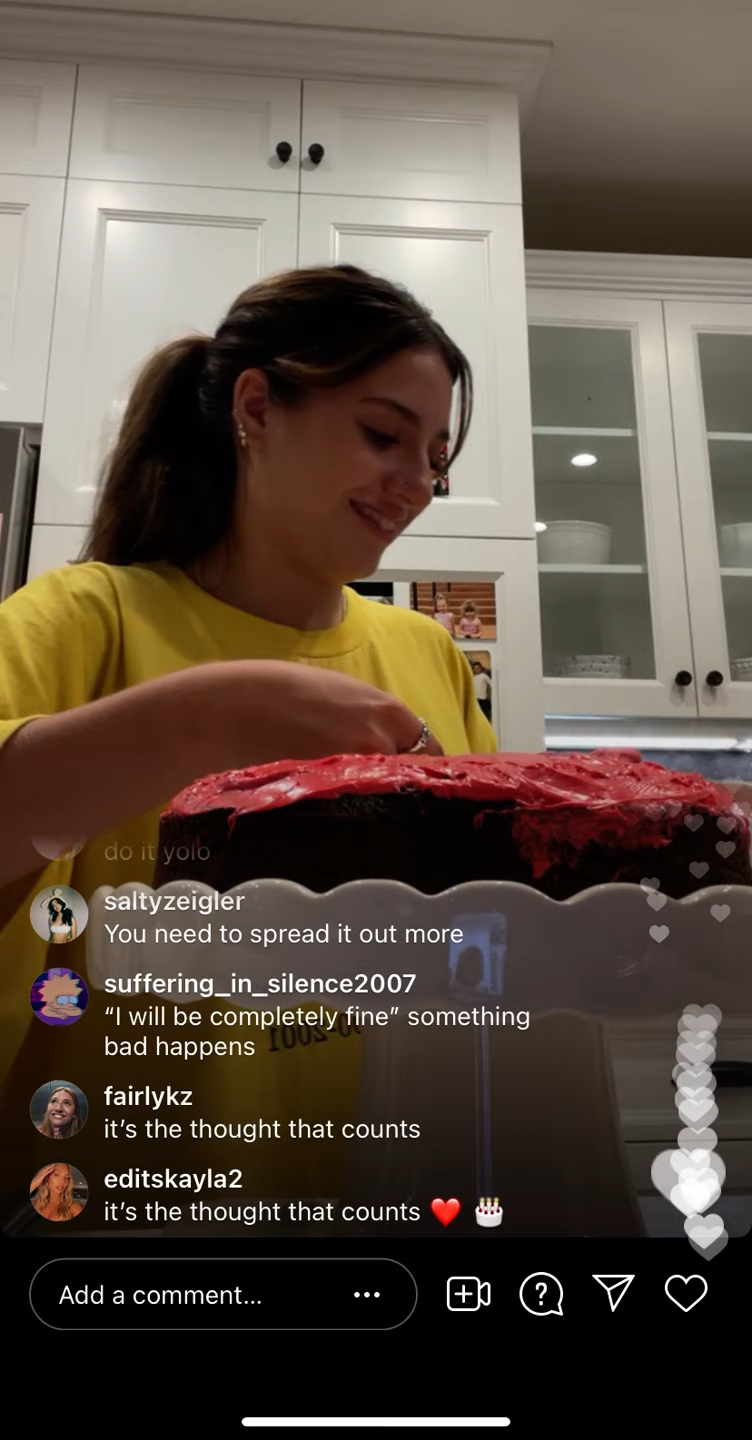 do it yolo
saltyzeigler
You need to spread it out more
suffering_in_silence2007
“I will be completely fine” something
bad happens
fairlykz
it’s the thought that counts
editskayla2
it’s the thought that counts ❤️ 🎂
Add a comment...